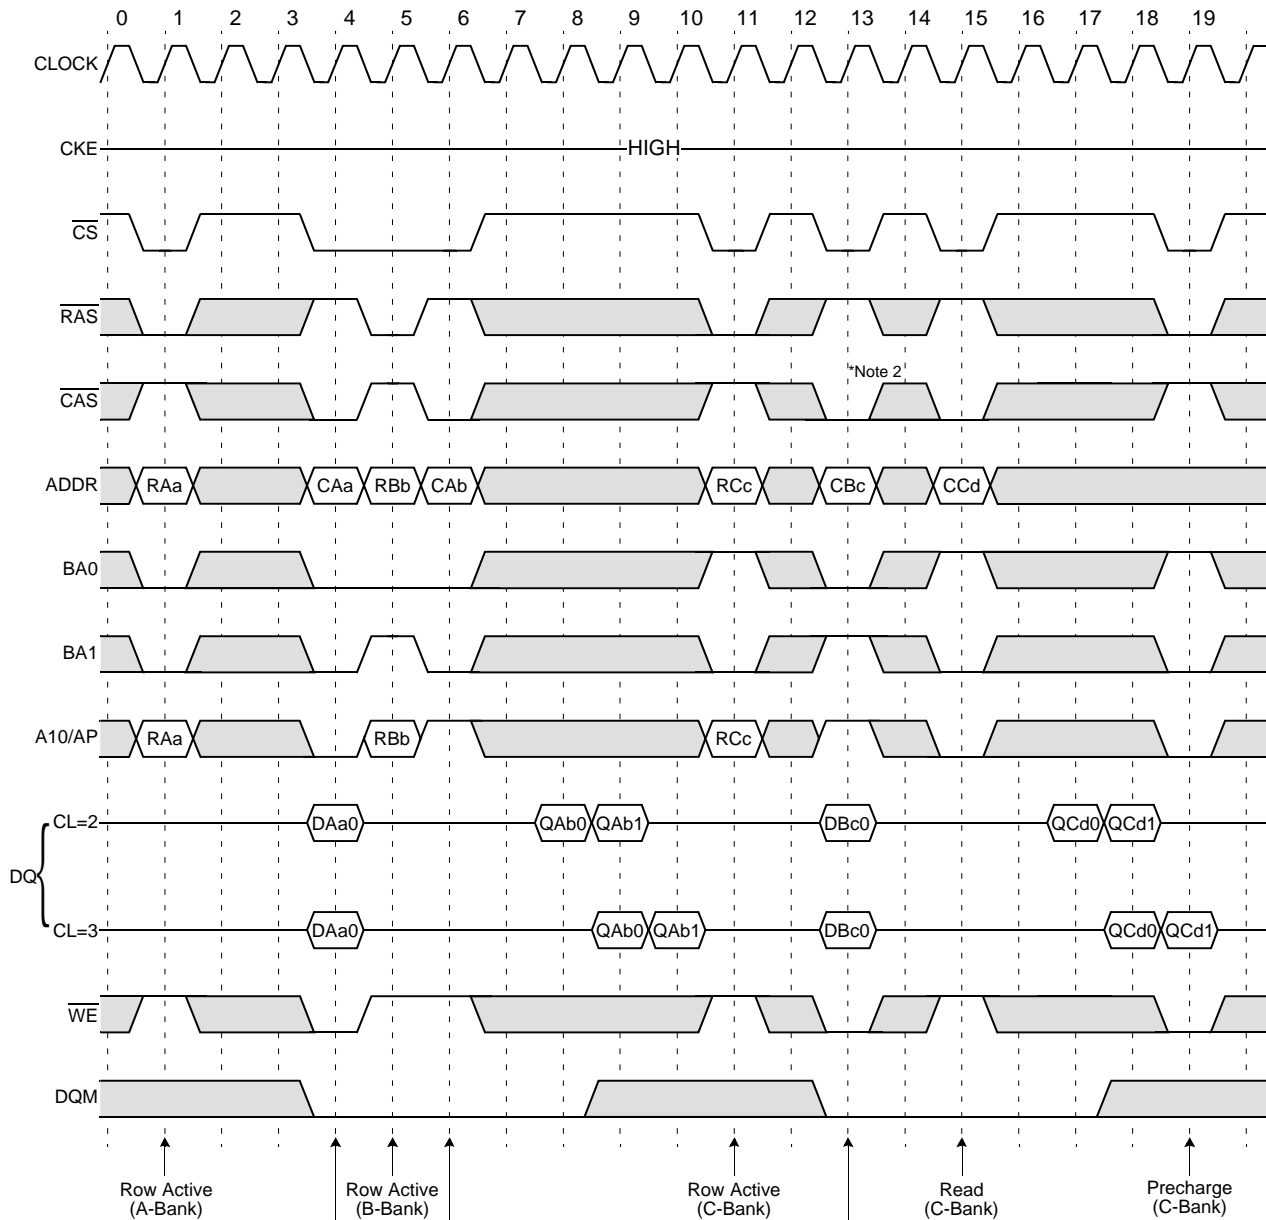 0 1 2 3 4 5 6 7 8 9 10 11 12 13 14 15 16 17 18 19
CLOCK
CKE HIGH
CS
RAS
*Note 2
CAS
ADDR RAa CAa RBb CAb RCc CBc CCd
BA0
BA1
A10/AP RAa RBb RCc
CL=2 DAa0 QAb0 QAb1 DBc0 QCd0 QCd1
DQ
CL=3 DAa0 QAb0 QAb1 DBc0 QCd0 QCd1
WE
DQM
Row Active Row Active Row Active Read Precharge
(A-Bank) (B-Bank) (C-Bank) (C-Bank) (C-Bank)